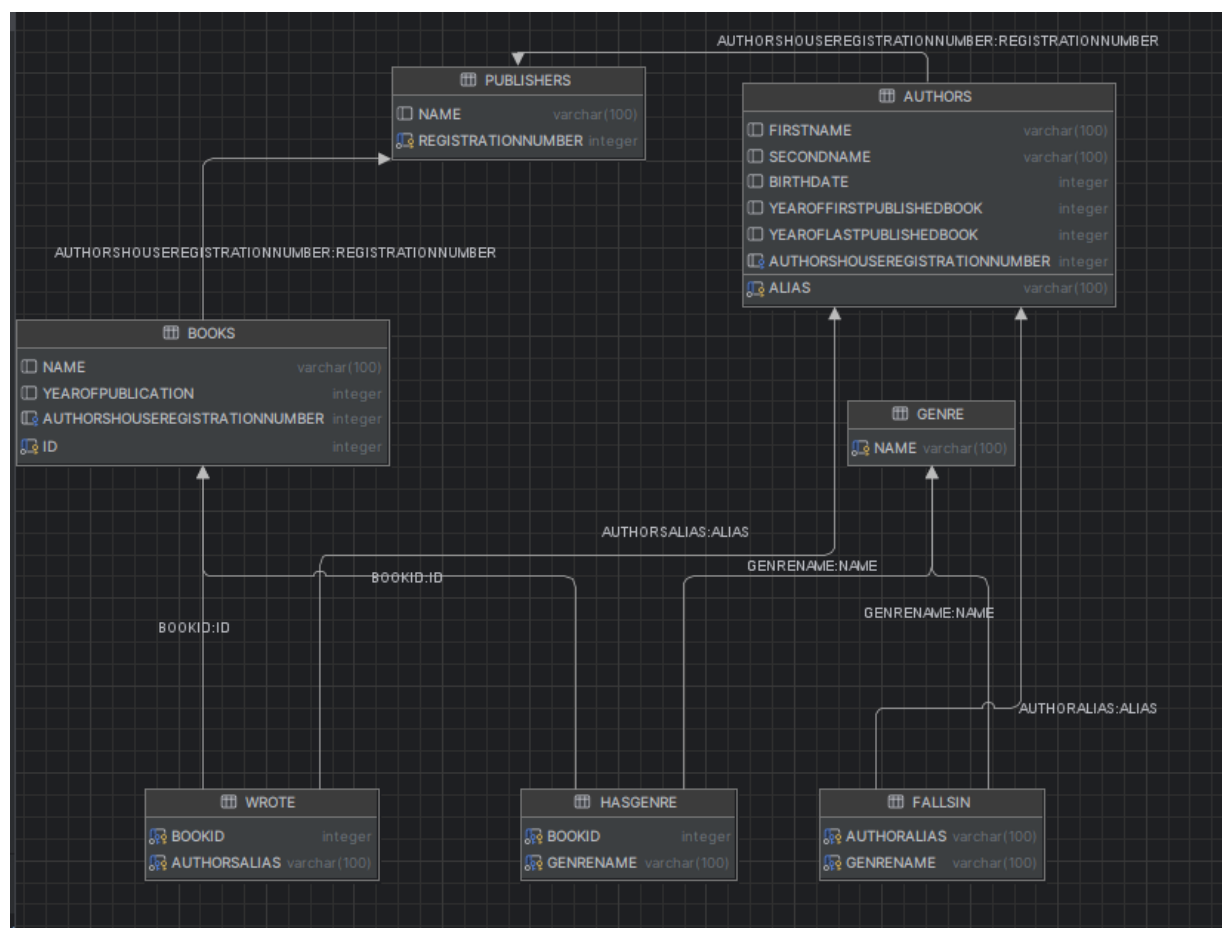 AUTHORSHOUSEREGISTRATIONNUMBER:REGISTRATIONNUMBER
PUBLISHERS
NAME varchar(100)
REGISTRATIONNUMBER integer
AUTHORS
FIRSTNAME varchar(100)
SECONDNAME varchar(100)
BIRTHDATE integer
YEAROFFIRSTPUBLISHEDBOOK integer
YEAROFLASTPUBLISHEDBOOK integer
AUTHORSHOUSEREGISTRATIONNUMBER integer
ALIAS varchar(100)
AUTHORSHOUSEREGISTRATIONNUMBER:REGISTRATIONNUMBER
BOOKS
NAME varchar(100)
YEAROFPUBLICATION integer
AUTHORSHOUSEREGISTRATIONNUMBER integer
ID integer
GENRE
NAME varchar(100)
AUTHORSALIAS:ALIAS
GENRENAME:NAME
BOOKID:ID
GENRENAME:NAME
BOOKID:ID
AUTHORALIAS:ALIAS
WROTE
BOOKID integer
AUTHORSALIAS varchar(100)
HASGENRE
BOOKID integer
GENRENAME varchar(100)
FALLSIN
AUTHORALIAS varchar(100)
GENRENAME varchar(100)